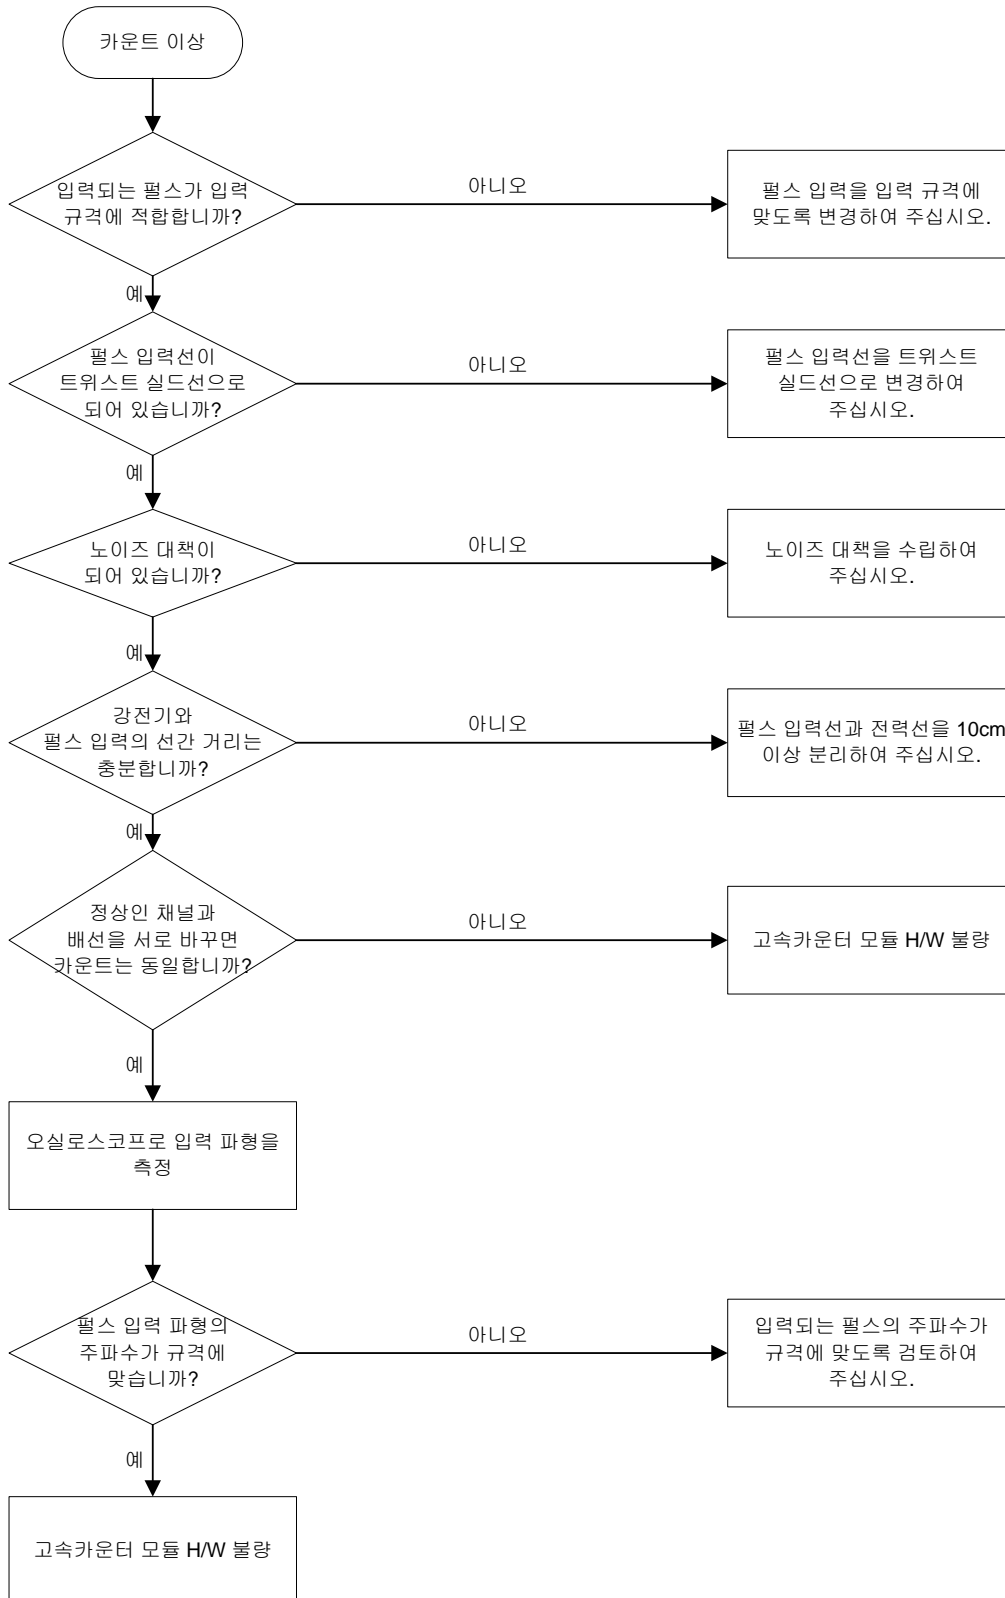 카운트 이상
입력되는 펄스가 입력
규격에 적합합니까?
아니오
펄스 입력을 입력 규격에
맞도록 변경하여 주십시오.
예
펄스 입력선이
트위스트 실드선으로
되어 있습니까?
아니오
펄스 입력선을 트위스트
실드선으로 변경하여
주십시오.
예
노이즈 대책이
되어 있습니까?
아니오
노이즈 대책을 수립하여
주십시오.
예
강전기와
펄스 입력의 선간 거리는
충분합니까?
아니오
펄스 입력선과 전력선을 10cm
이상 분리하여 주십시오.
예
정상인 채널과
배선을 서로 바꾸면
카운트는 동일합니까?
아니오
고속카운터 모듈 H/W 불량
예
오실로스코프로 입력 파형을
측정
펄스 입력 파형의
주파수가 규격에
맞습니까?
아니오
입력되는 펄스의 주파수가
규격에 맞도록 검토하여
주십시오.
예
고속카운터 모듈 H/W 불량